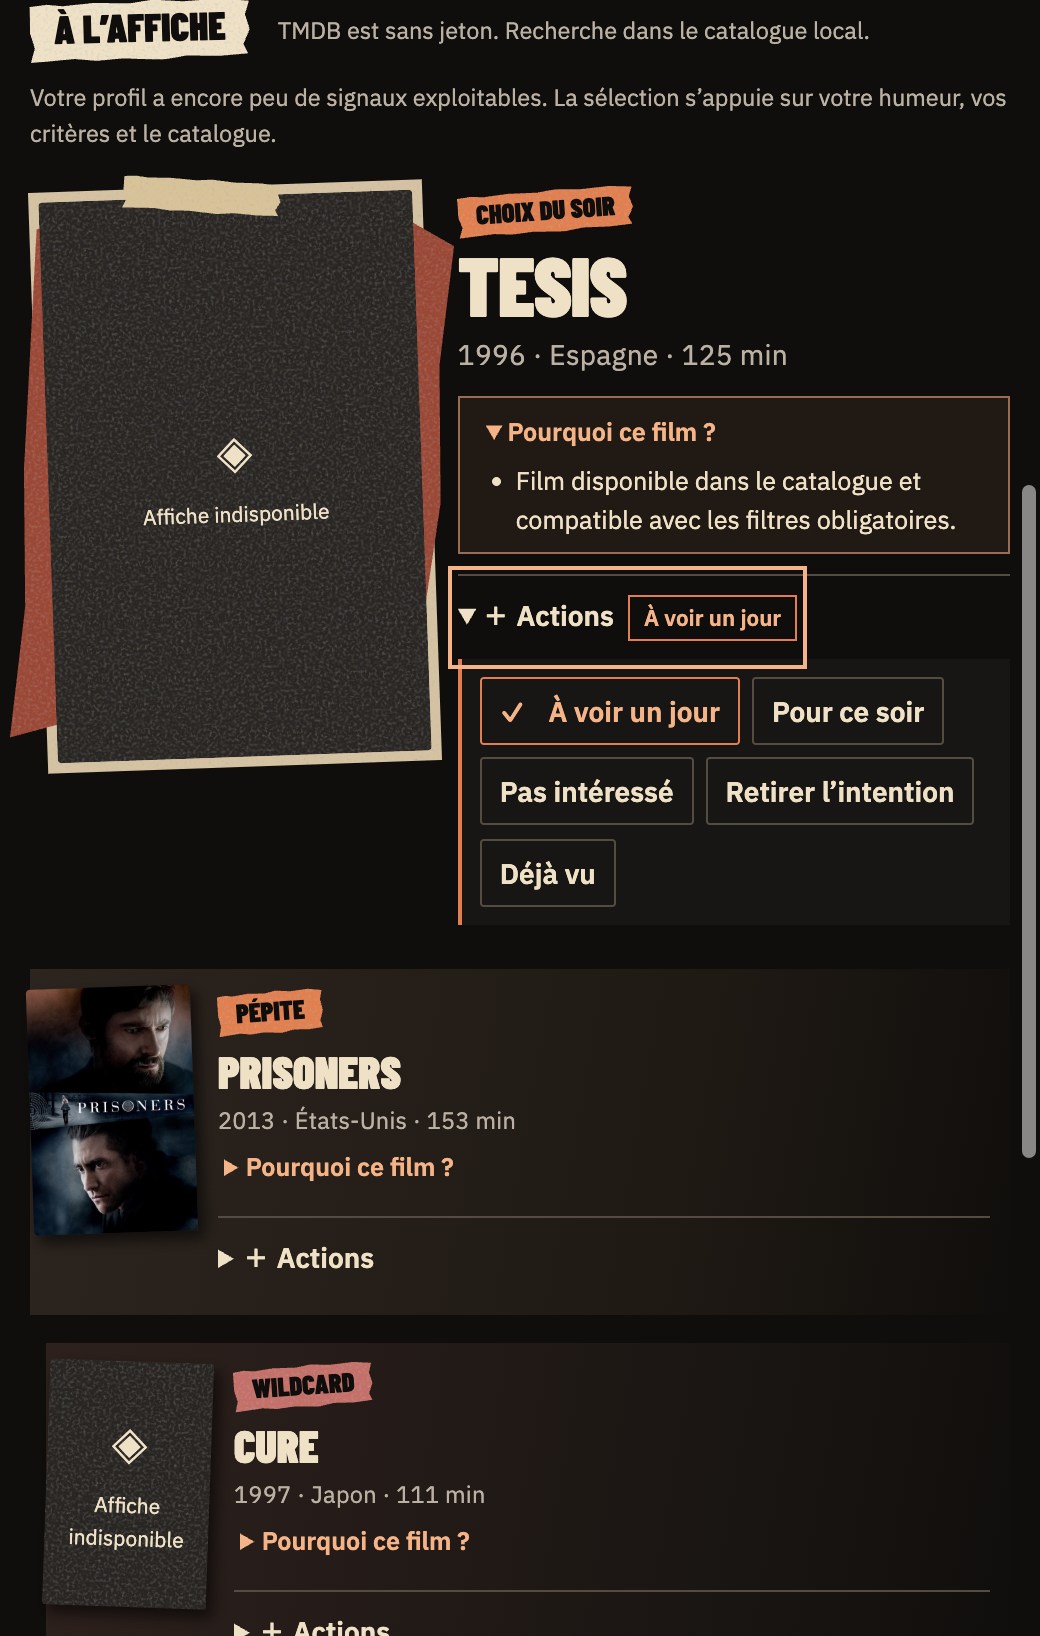 À L’AFFICHE
TMDB est sans jeton. Recherche dans le catalogue local.
Votre profil a encore peu de signaux exploitables. La sélection s’appuie sur votre humeur, vos
critères et le catalogue.
Affiche indisponible
CHOIX DU SOIR
TESIS
1996 · Espagne · 125 min
▼ Pourquoi ce film ?
• Film disponible dans le catalogue et
compatible avec les filtres obligatoires.
▼ + Actions À voir un jour
✓ À voir un jour
Pour ce soir
Pas intéressé
Retirer l’intention
Déjà vu
PRISONERS
PÉPITE
PRISONERS
2013 · États-Unis · 153 min
▶ Pourquoi ce film ?
▶ + Actions
Affiche
indisponible
WILDCARD
CURE
1997 · Japon · 111 min
▶ Pourquoi ce film ?
▶ + Actions